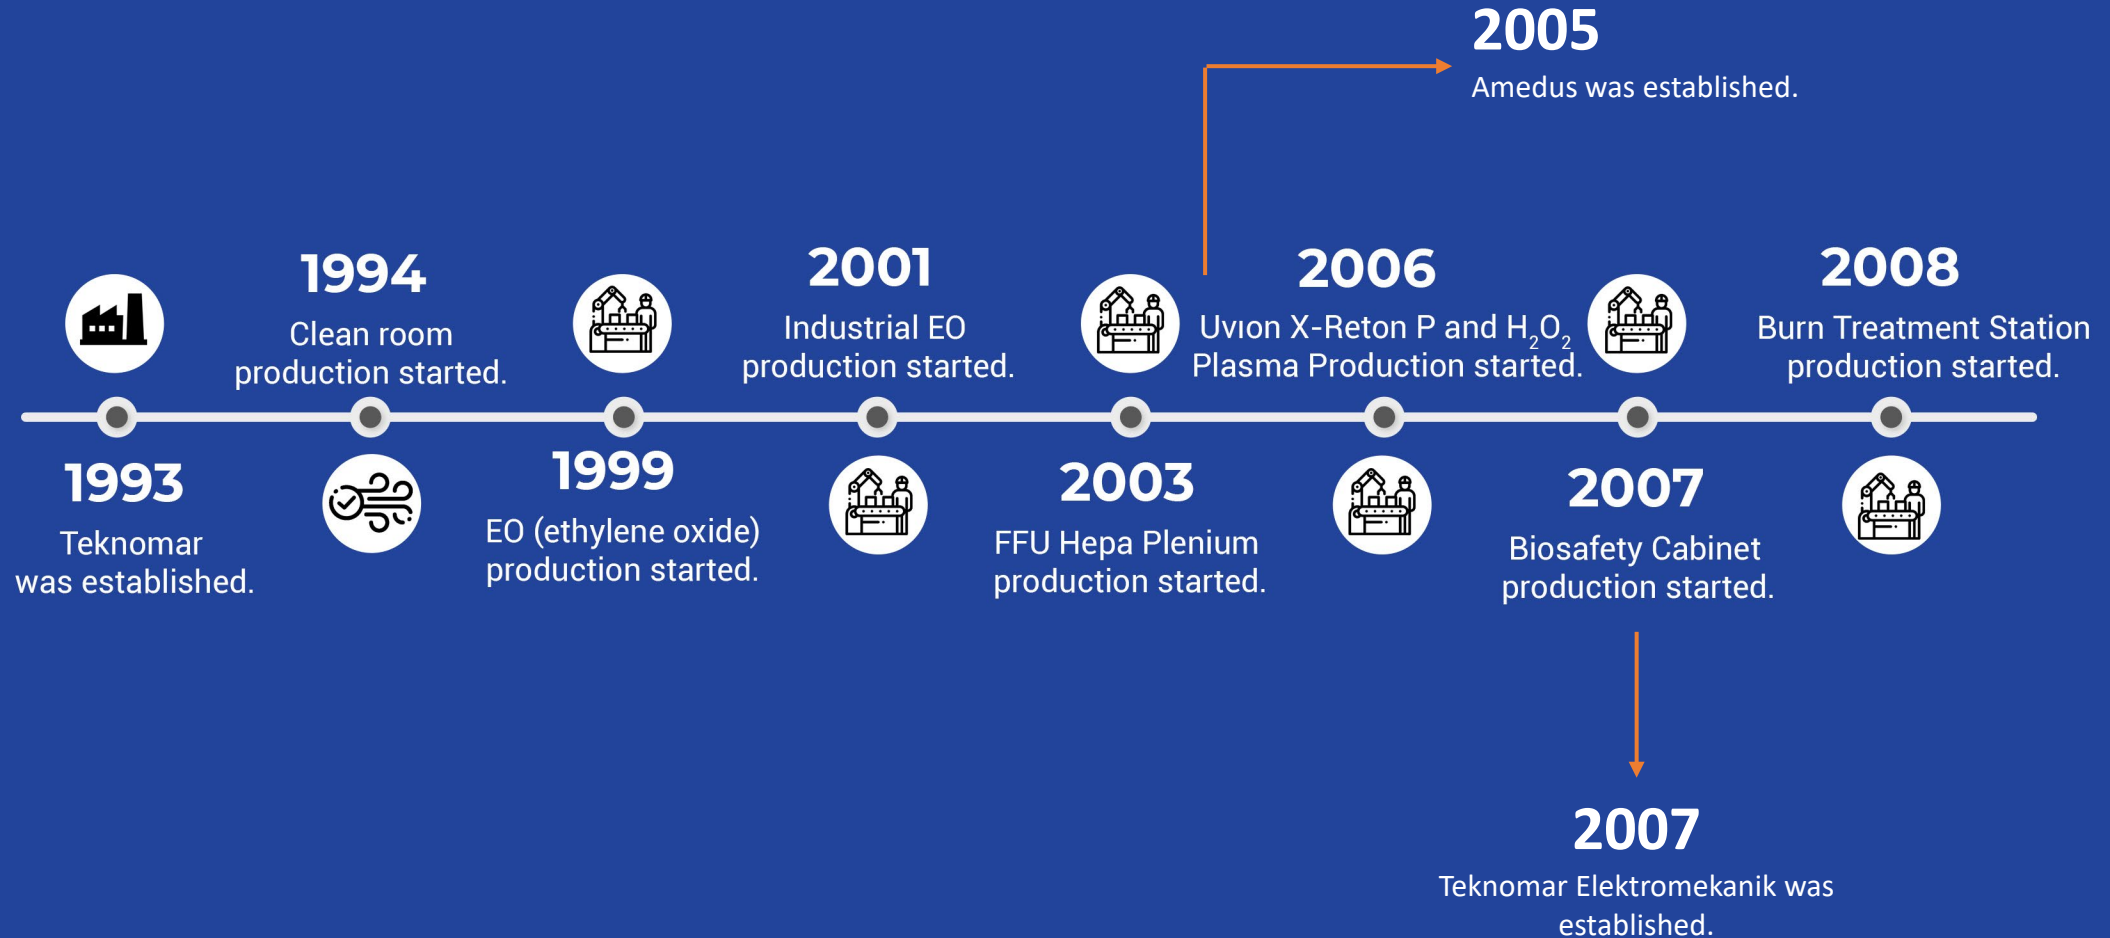 2005
Amedus was established.
1993
Teknomar
was established.
1994
Clean room
production started.
1999
EO (ethylene oxide)
production started.
2001
Industrial EO
production started.
2003
FFU Hepa Plenium
production started.
2006
Uvıon X-Reton P and H₂O₂
Plasma Production started.
2007
Biosafety Cabinet
production started.
2008
Burn Treatment Station
production started.
2007
Teknomar Elektromekanik was
established.